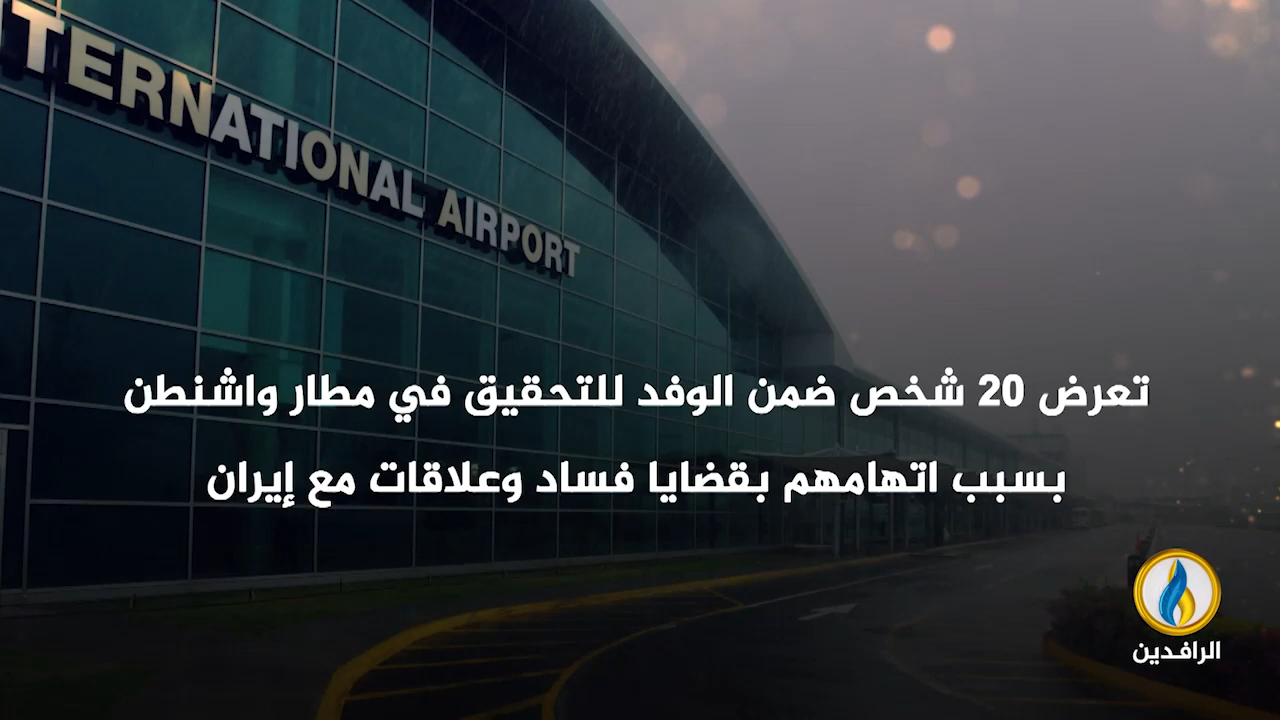 TERNATIONAL AIRPORT
تعرض 20 شخص ضمن الوفد للتحقيق في مطار واشنطن
بسبب اتهامهم بقضايا فساد وعلاقات مع إيران
الرافدين